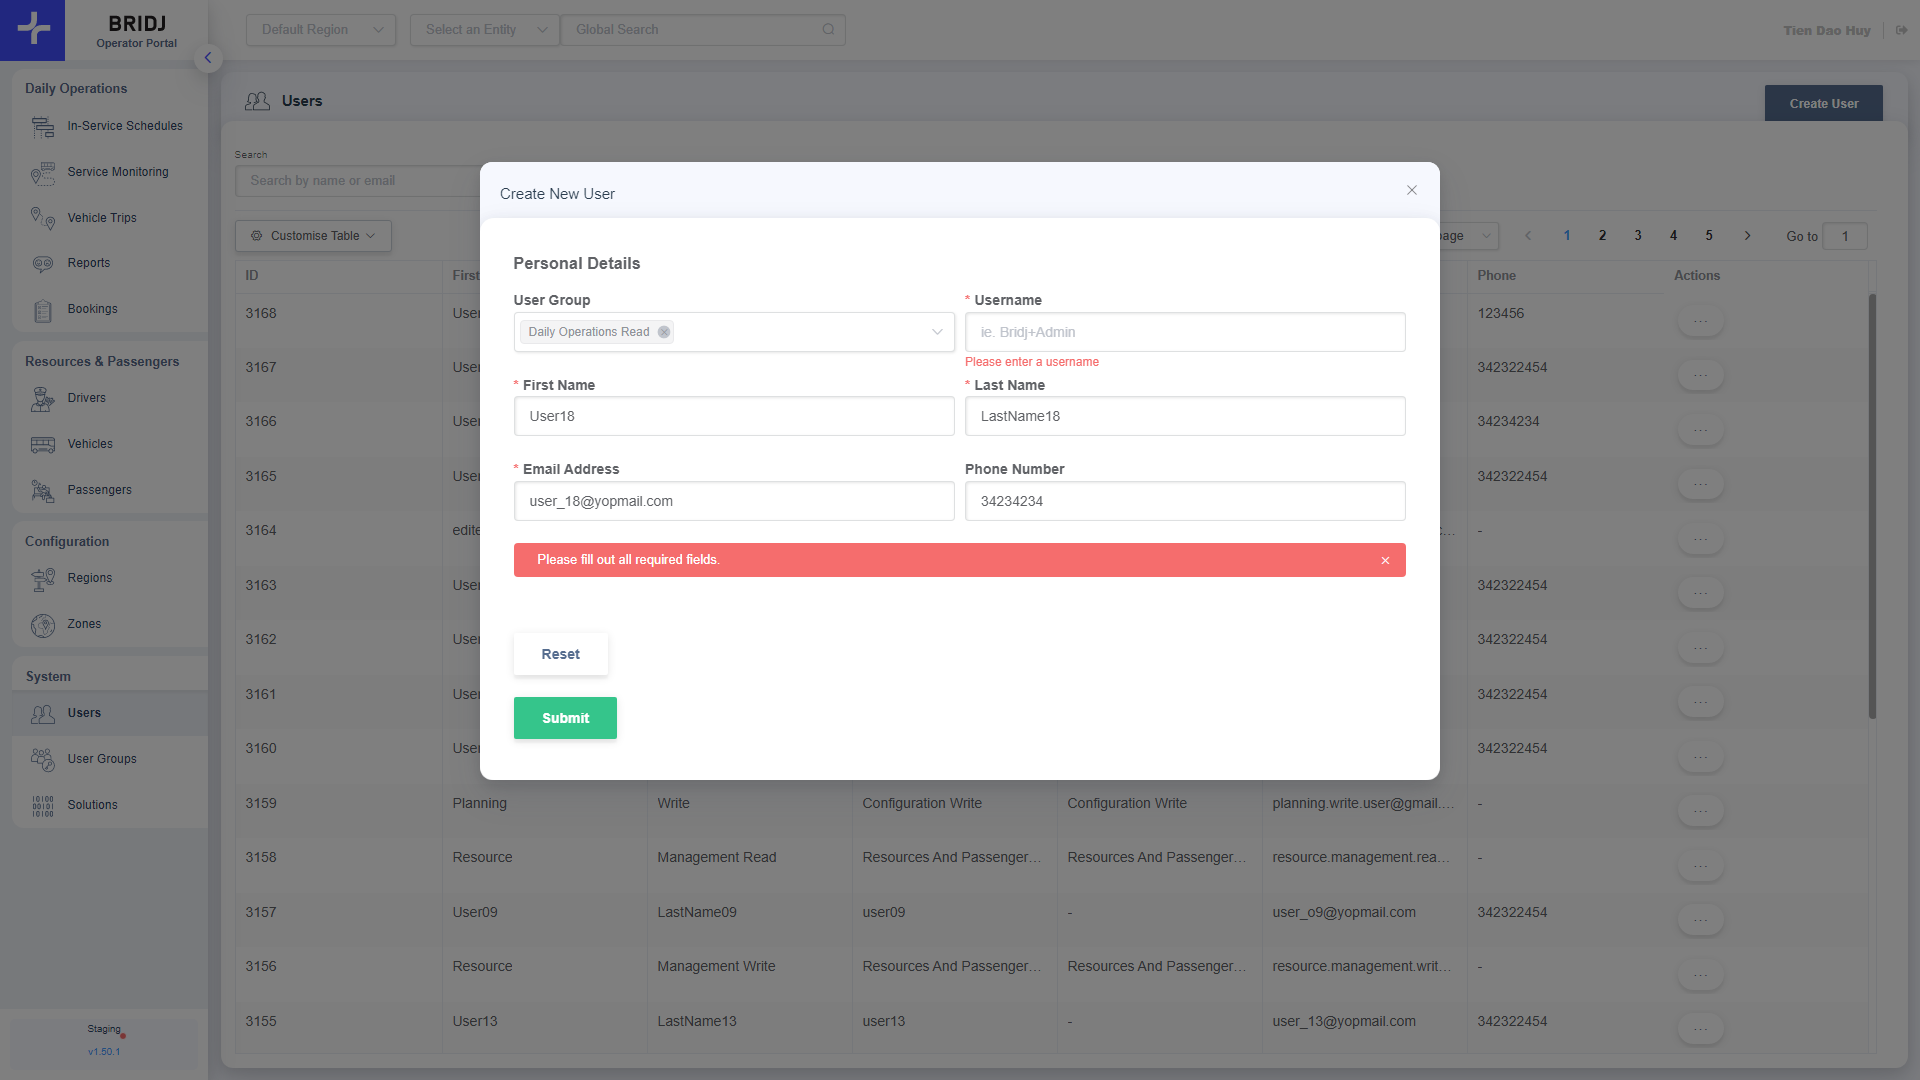 BRIDJ
Operator Portal
Default Region
Select an Entity
Global Search
Tien Dao Huy
Daily Operations
In-Service Schedules
Service Monitoring
Vehicle Trips
Reports
Bookings
Resources & Passengers
Drivers
Vehicles
Passengers
Configuration
Regions
Zones
System
Users
User Groups
Solutions
Staging
v1.50.1
Users
Create User
Search
Search by name or email
Customise Table
age
1 2 3 4 5
Go to 1
ID First Phone Actions
3168 User 123456 ...
3167 User 342322454 ...
3166 User 34234234 ...
3165 User 342322454 ...
3164 edite c... - ...
3163 User 342322454 ...
3162 User 342322454 ...
3161 User 342322454 ...
3160 User 342322454 ...
3159 Planning Write Configuration Write Configuration Write planning.write.user@gmail.... - ...
3158 Resource Management Read Resources And Passenger... Resources And Passenger... resource.management.rea... - ...
3157 User09 LastName09 user09 - user_o9@yopmail.com 342322454 ...
3156 Resource Management Write Resources And Passenger... Resources And Passenger... resource.management.writ... - ...
3155 User13 LastName13 user13 - user_13@yopmail.com 342322454 ...
Create New User
Personal Details
User Group
Daily Operations Read
* Username
ie. Bridj+Admin
Please enter a username
* First Name
User18
* Last Name
LastName18
* Email Address
user_18@yopmail.com
Phone Number
34234234
Please fill out all required fields.
Reset
Submit